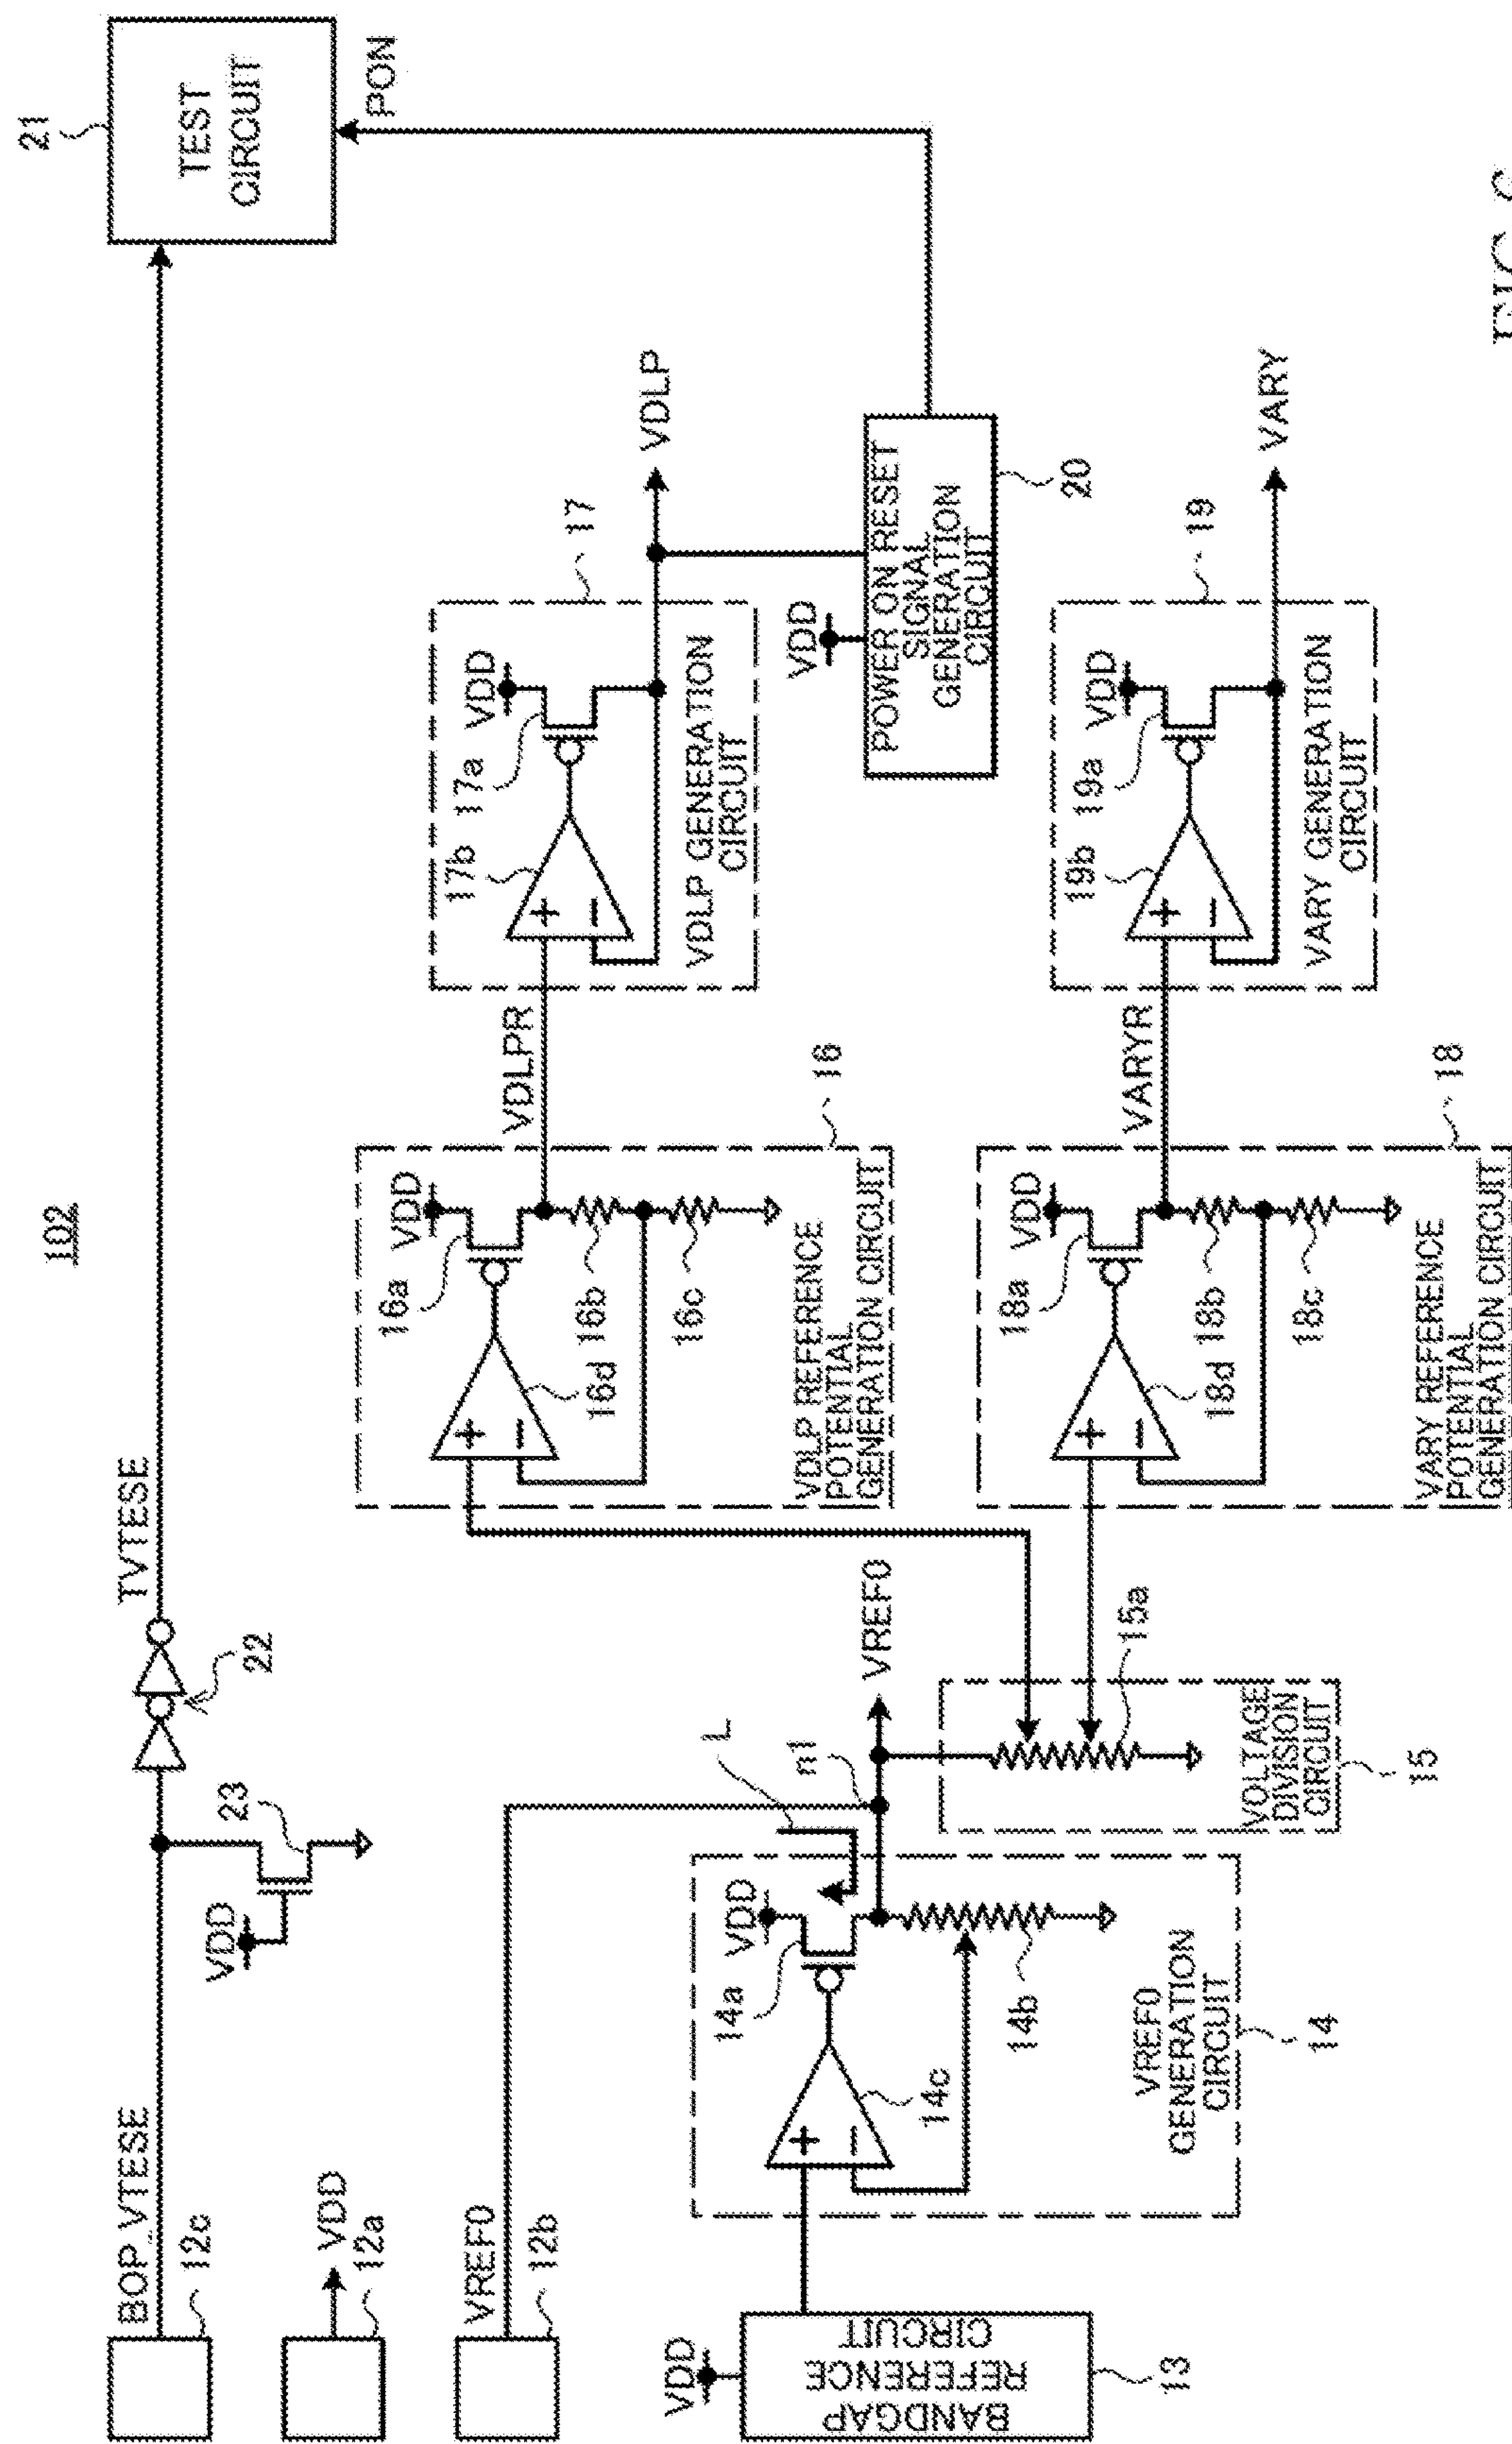 102
BOP_VTESE
12c
VDD
23
22
TVTESE
TEST
CIRCUIT
21
PON
VDD
12a
VREF0
12b
VDD
BANDGAP
REFERENCE
CIRCUIT
13
14c
14a
VDD
14b
VREF0
GENERATION
CIRCUIT
14
L
n1
VREF0
15a
VOLTAGE
DIVISION
CIRCUIT
15
16d
16a
VDD
16b
16c
VDLP REFERENCE
POTENTIAL
GENERATION CIRCUIT
16
VDLPR
17b
17a
VDD
VDLP GENERATION
CIRCUIT
17
VDLP
VDD
POWER ON RESET
SIGNAL
GENERATION
CIRCUIT
20
18d
18a
VDD
18b
18c
VARY REFERENCE
POTENTIAL
GENERATION CIRCUIT
18
VARYR
19b
19a
VDD
VARY GENERATION
CIRCUIT
19
VARY